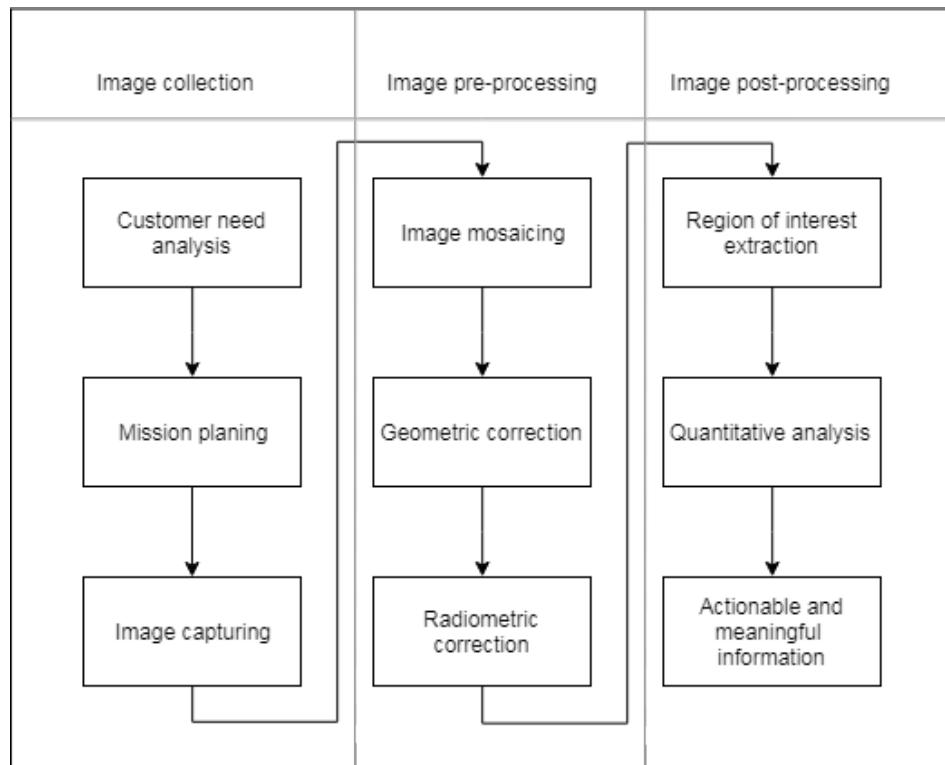 Image collection
Image pre-processing
Image post-processing
Customer need
analysis
Mission planing
Image capturing
Image mosaicing
Geometric correction
Radiometric
correction
Region of interest
extraction
Quantitative analysis
Actionable and
meaningful
information